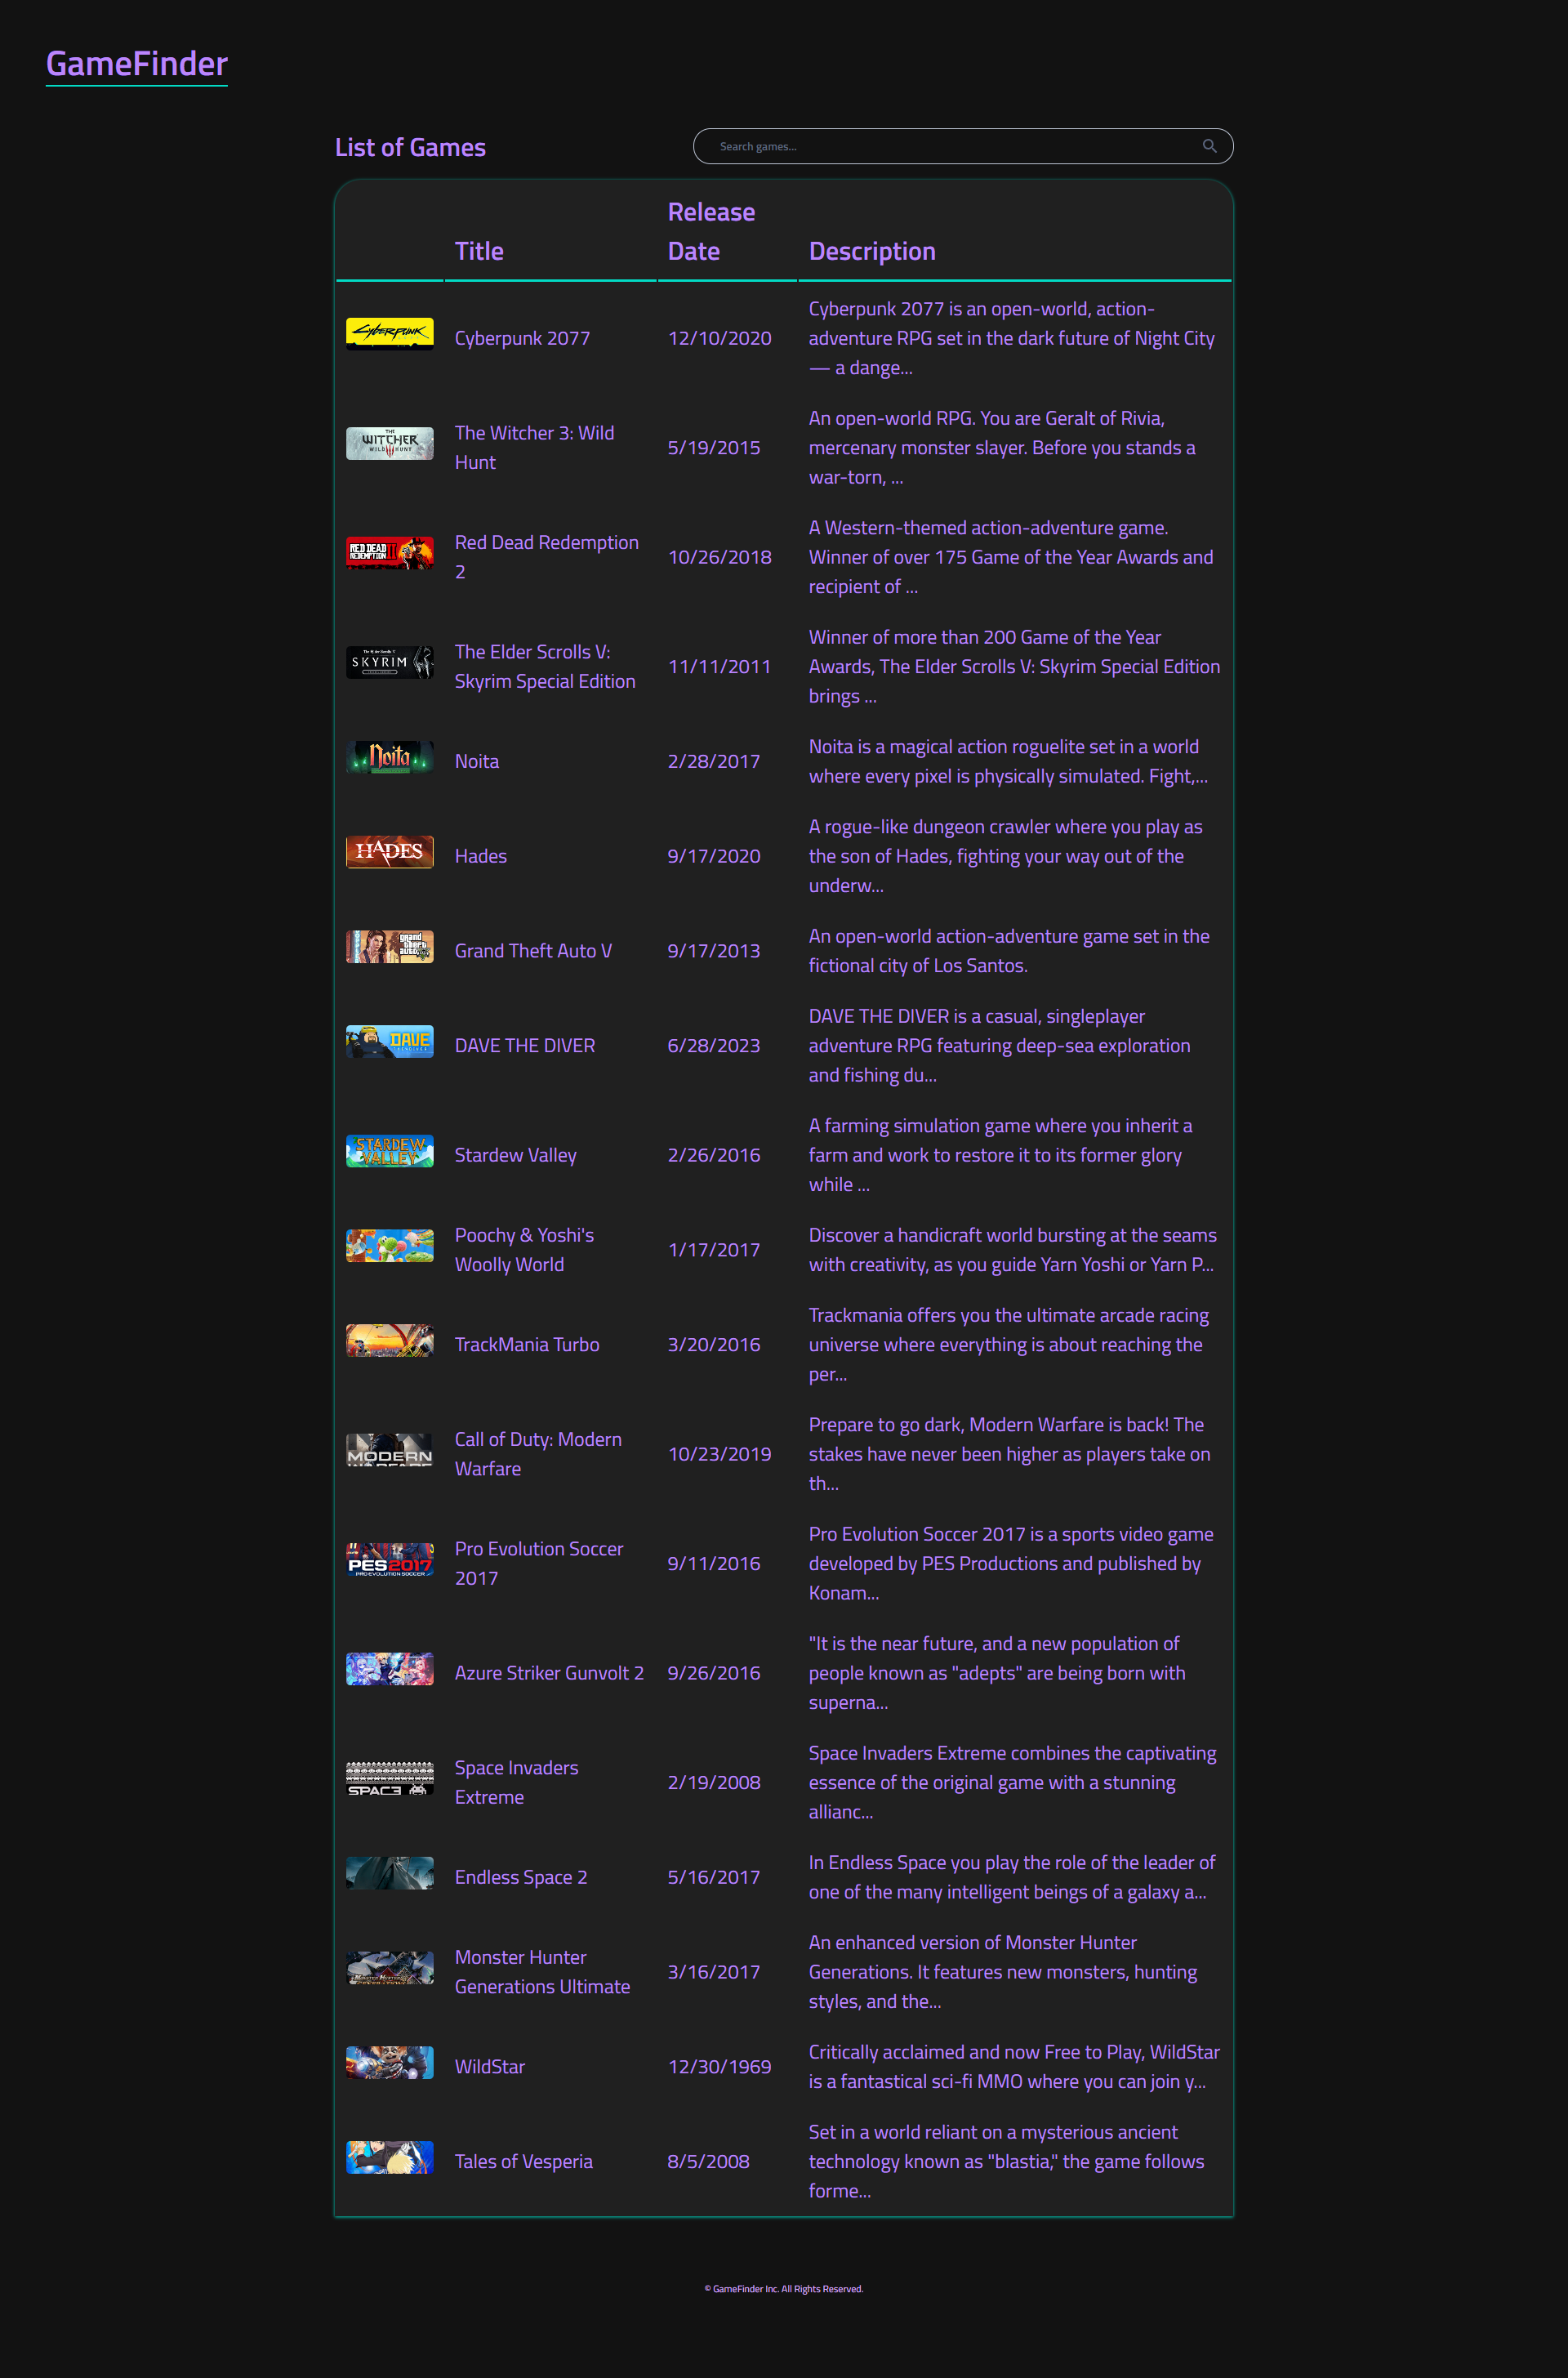 GameFinder
List of Games
Search games...
Title
Release
Date
Description
Cyberpunk
Cyberpunk 2077
12/10/2020
Cyberpunk 2077 is an open-world, action-
adventure RPG set in the dark future of Night City
— a dange...
THE
WITCHER
WILD HUNT
The Witcher 3: Wild
Hunt
5/19/2015
An open-world RPG. You are Geralt of Rivia,
mercenary monster slayer. Before you stands a
war-torn, ...
RED DEAD
REDEMPTION
Red Dead Redemption
2
10/26/2018
A Western-themed action-adventure game.
Winner of over 175 Game of the Year Awards and
recipient of ...
The Elder Scrolls V
SKYRIM
The Elder Scrolls V:
Skyrim Special Edition
11/11/2011
Winner of more than 200 Game of the Year
Awards, The Elder Scrolls V: Skyrim Special Edition
brings ...
Noita
Noita
2/28/2017
Noita is a magical action roguelite set in a world
where every pixel is physically simulated. Fight,...
HADES
Hades
9/17/2020
A rogue-like dungeon crawler where you play as
the son of Hades, fighting your way out of the
underw...
grand
theft
auto
Grand Theft Auto V
9/17/2013
An open-world action-adventure game set in the
fictional city of Los Santos.
DAVE
DAVE THE DIVER
6/28/2023
DAVE THE DIVER is a casual, singleplayer
adventure RPG featuring deep-sea exploration
and fishing du...
STARDEW
VALLEY
Stardew Valley
2/26/2016
A farming simulation game where you inherit a
farm and work to restore it to its former glory
while ...
Poochy & Yoshi's
Woolly World
1/17/2017
Discover a handicraft world bursting at the seams
with creativity, as you guide Yarn Yoshi or Yarn P...
TrackMania Turbo
3/20/2016
Trackmania offers you the ultimate arcade racing
universe where everything is about reaching the
per...
MODERN
WARFARE
Call of Duty: Modern
Warfare
10/23/2019
Prepare to go dark, Modern Warfare is back! The
stakes have never been higher as players take on
th...
PES2017
PRO EVOLUTION SOCCER
Pro Evolution Soccer
2017
9/11/2016
Pro Evolution Soccer 2017 is a sports video game
developed by PES Productions and published by
Konam...
Azure Striker Gunvolt 2
9/26/2016
"It is the near future, and a new population of
people known as "adepts" are being born with
superna...
SPAC3
Space Invaders
Extreme
2/19/2008
Space Invaders Extreme combines the captivating
essence of the original game with a stunning
allianc...
Endless Space 2
5/16/2017
In Endless Space you play the role of the leader of
one of the many intelligent beings of a galaxy a...
MONSTER HUNTER
Monster Hunter
Generations Ultimate
3/16/2017
An enhanced version of Monster Hunter
Generations. It features new monsters, hunting
styles, and the...
WildStar
12/30/1969
Critically acclaimed and now Free to Play, WildStar
is a fantastical sci-fi MMO where you can join y...
Tales of Vesperia
8/5/2008
Set in a world reliant on a mysterious ancient
technology known as "blastia," the game follows
forme...
© GameFinder Inc. All Rights Reserved.